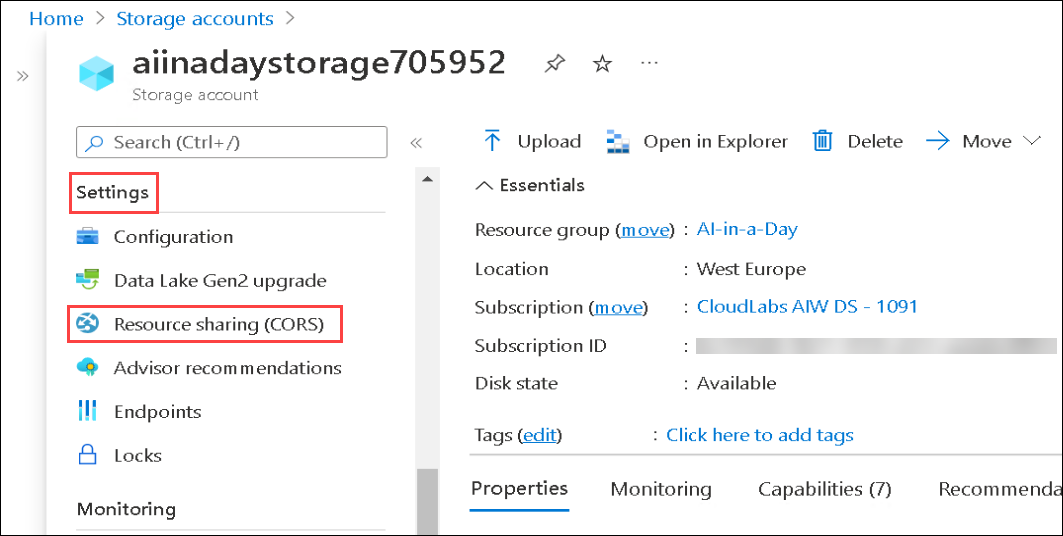 Home > Storage accounts >
»
aiinadaystorage705952
...
Storage account
Search (Ctrl+/)
«
Settings
Configuration
Data Lake Gen2 upgrade
Resource sharing (CORS)
Advisor recommendations
Endpoints
Locks
Monitoring
Upload
Open in Explorer
Delete
Move
Essentials
Resource group (move) : AI-in-a-Day
Location : West Europe
Subscription (move) : CloudLabs AIW DS - 1091
Subscription ID :
Disk state : Available
Tags (edit) : Click here to add tags
Properties Monitoring Capabilities (7) Recommenda